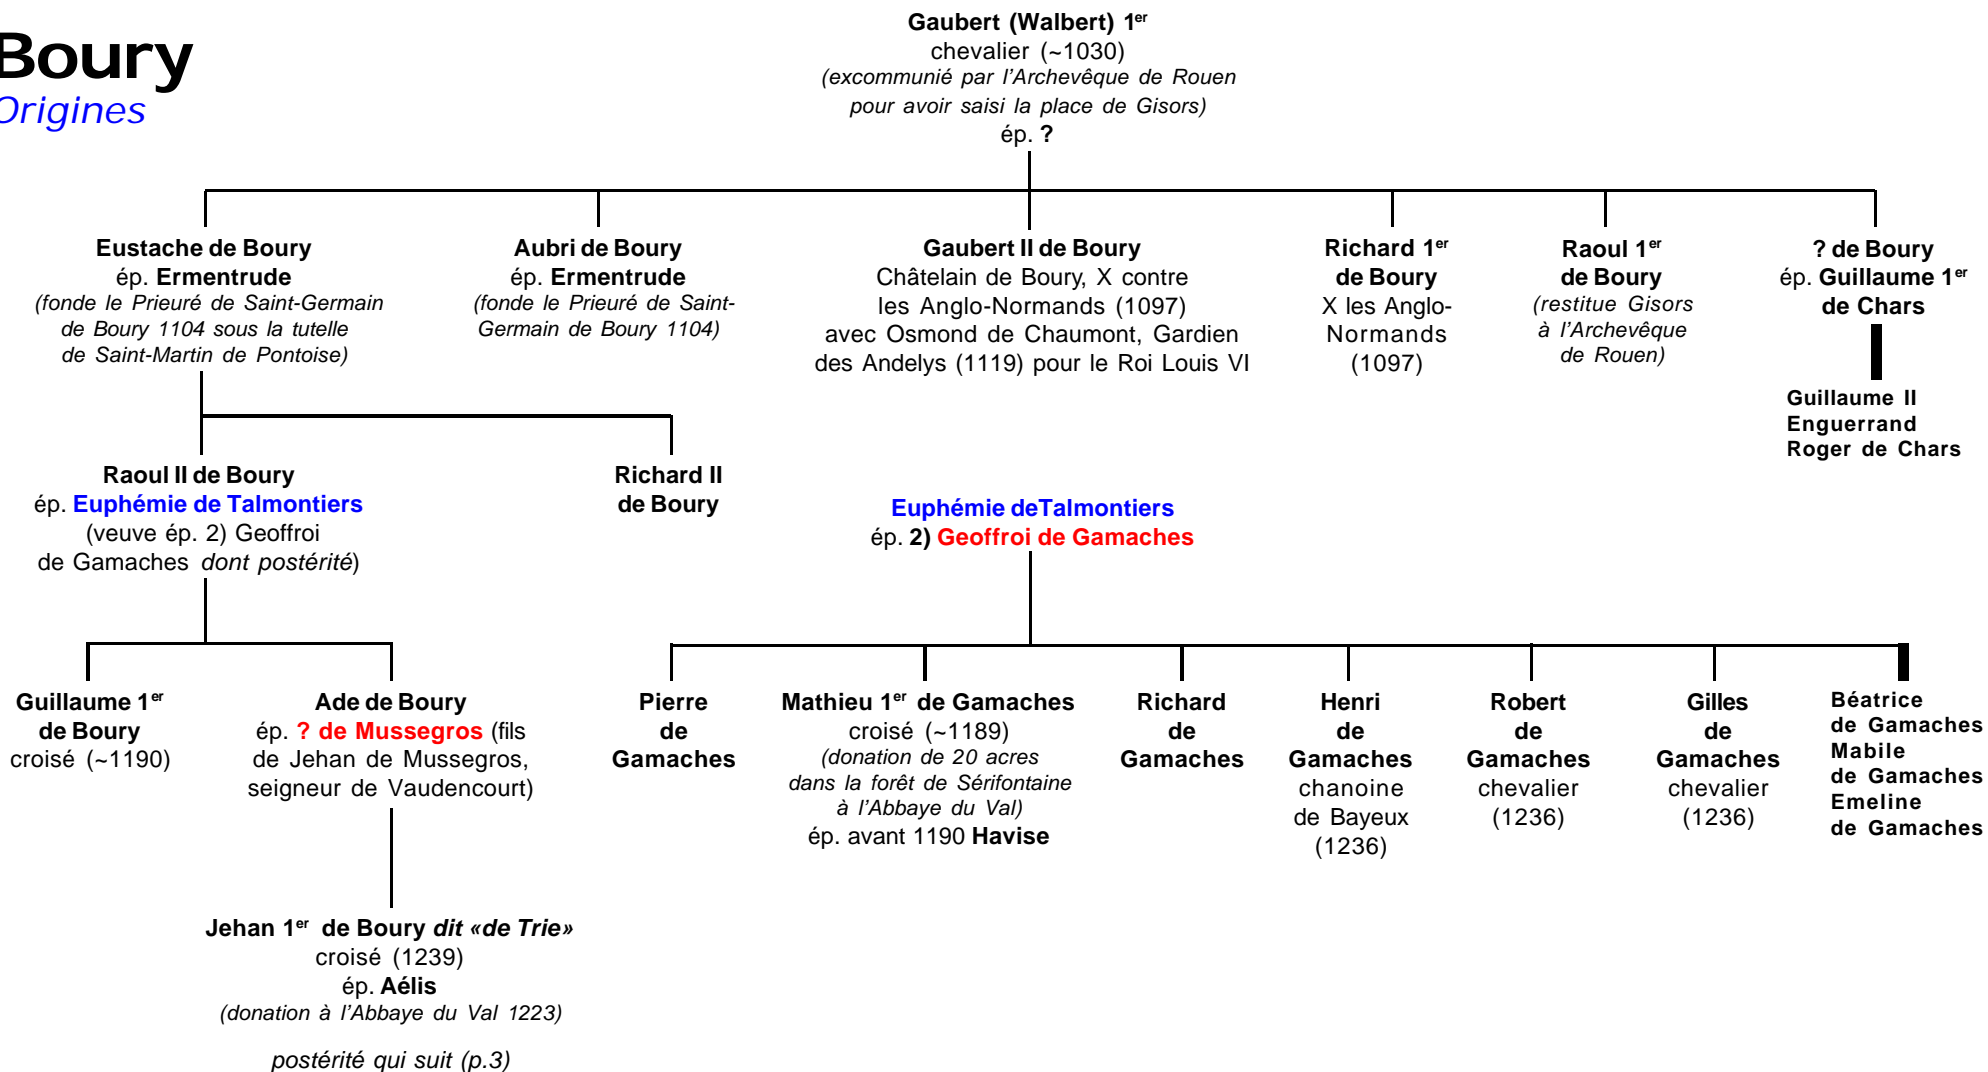 Boury
Origines
Gaubert (Walbert) 1er
chevalier (~1030)
(excommunié par l'Archevêque de Rouen
pour avoir saisi la place de Gisors)
ép. ?
Eustache de Boury
ép. Ermentrude
(fonde le Prieuré de Saint-Germain
de Boury 1104 sous la tutelle
de Saint-Martin de Pontoise)
Aubri de Boury
ép. Ermentrude
(fonde le Prieuré de Saint-
Germain de Boury 1104)
Gaubert II de Boury
Châtelain de Boury, X contre
les Anglo-Normands (1097)
avec Osmond de Chaumont, Gardien
des Andelys (1119) pour le Roi Louis VI
Richard 1er
de Boury
X les Anglo-
Normands
(1097)
Raoul 1er
de Boury
(restitue Gisors
à l'Archevêque
de Rouen)
? de Boury
ép. Guillaume 1er
de Chars
Guillaume II
Enguerrand
Roger de Chars
Raoul II de Boury
ép. Euphémie de Talmontiers
(veuve ép. 2) Geoffroi
de Gamaches dont postérité)
Richard II
de Boury
Euphémie deTalmontiers
ép. 2) Geoffroi de Gamaches
Guillaume 1er
de Boury
croisé (~1190)
Ade de Boury
ép. ? de Mussegros (fils
de Jehan de Mussegros,
seigneur de Vaudencourt)
Pierre
de
Gamaches
Mathieu 1er de Gamaches
croisé (~1189)
(donation de 20 acres
dans la forêt de Sérifontaine
à l'Abbaye du Val)
ép. avant 1190 Havise
Richard
de
Gamaches
Henri
de
Gamaches
chanoine
de Bayeux
(1236)
Robert
de
Gamaches
chevalier
(1236)
Gilles
de
Gamaches
chevalier
(1236)
Béatrice
de Gamaches
Mabile
de Gamaches
Emeline
de Gamaches
Jehan 1er de Boury dit «de Trie»
croisé (1239)
ép. Aélis
(donation à l'Abbaye du Val 1223)
postérité qui suit (p.3)